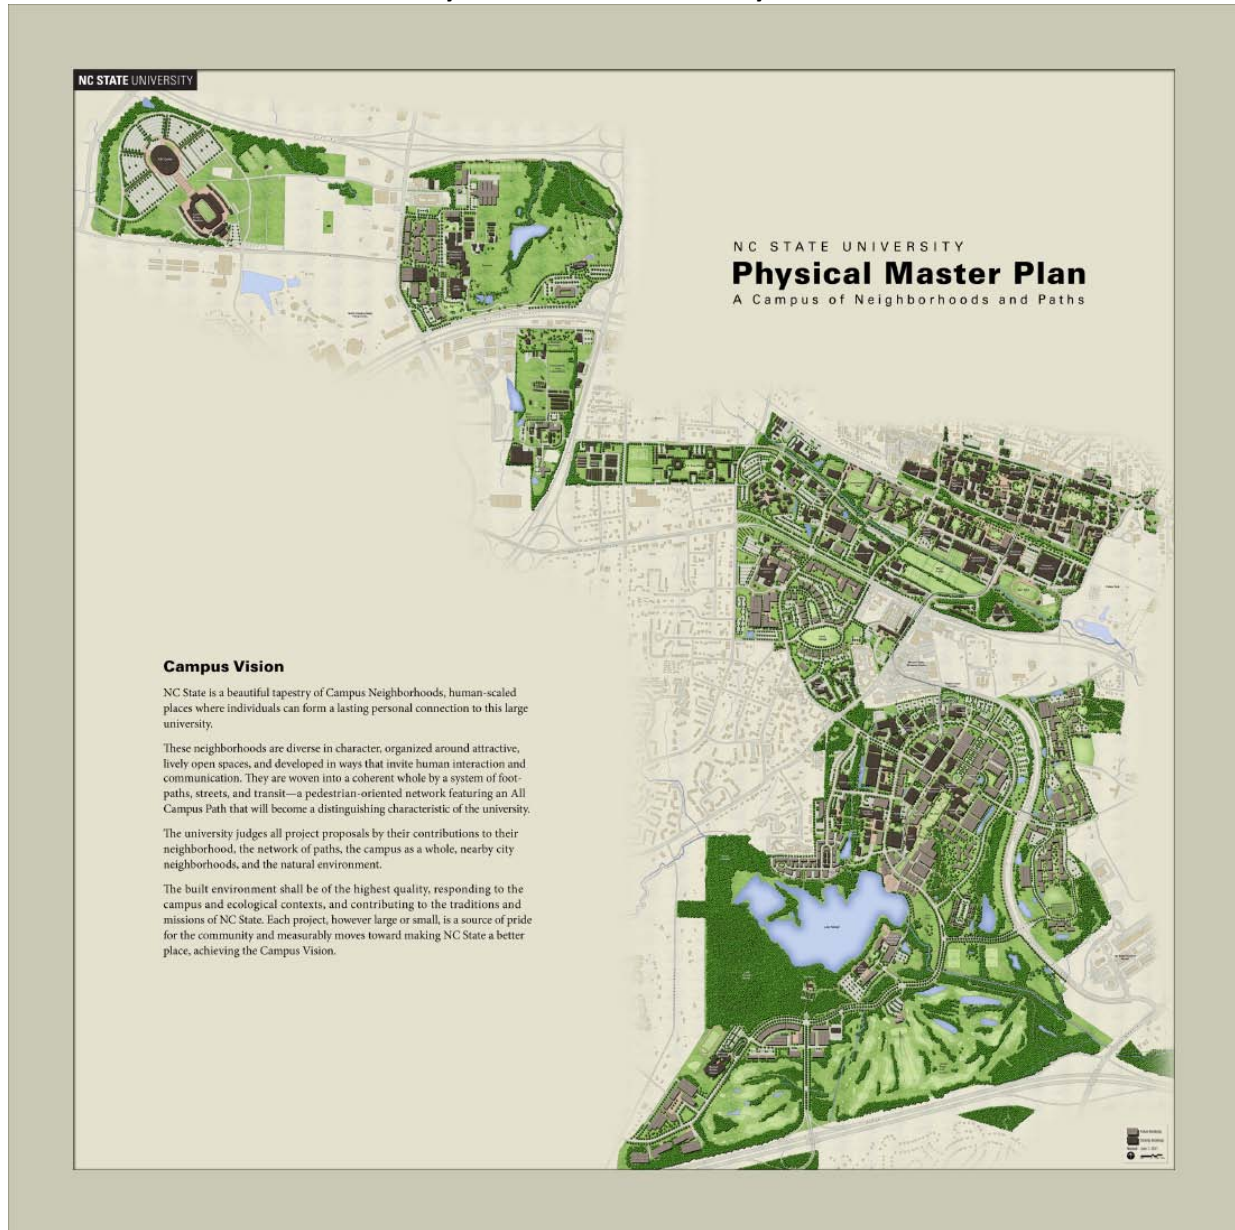 NC STATE UNIVERSITY
NC STATE UNIVERSITY
Physical Master Plan
A Campus of Neighborhoods and Paths
Campus Vision
NC State is a beautiful tapestry of Campus Neighborhoods, human-scaled
places where individuals can form a lasting personal connection to this large
university.
These neighborhoods are diverse in character, organized around attractive,
lively open spaces, and developed in ways that invite human interaction and
communication. They are woven into a coherent whole by a system of foot-
paths, streets, and transit—a pedestrian-oriented network featuring an All
Campus Path that will become a distinguishing characteristic of the university.
The university judges all project proposals by their contributions to their
neighborhood, the network of paths, the campus as a whole, nearby city
neighborhoods, and the natural environment.
The built environment shall be of the highest quality, responding to the
campus and ecological contexts, and contributing to the traditions and
missions of NC State. Each project, however large or small, is a source of pride
for the community and measurably moves toward making NC State a better
place, achieving the Campus Vision.